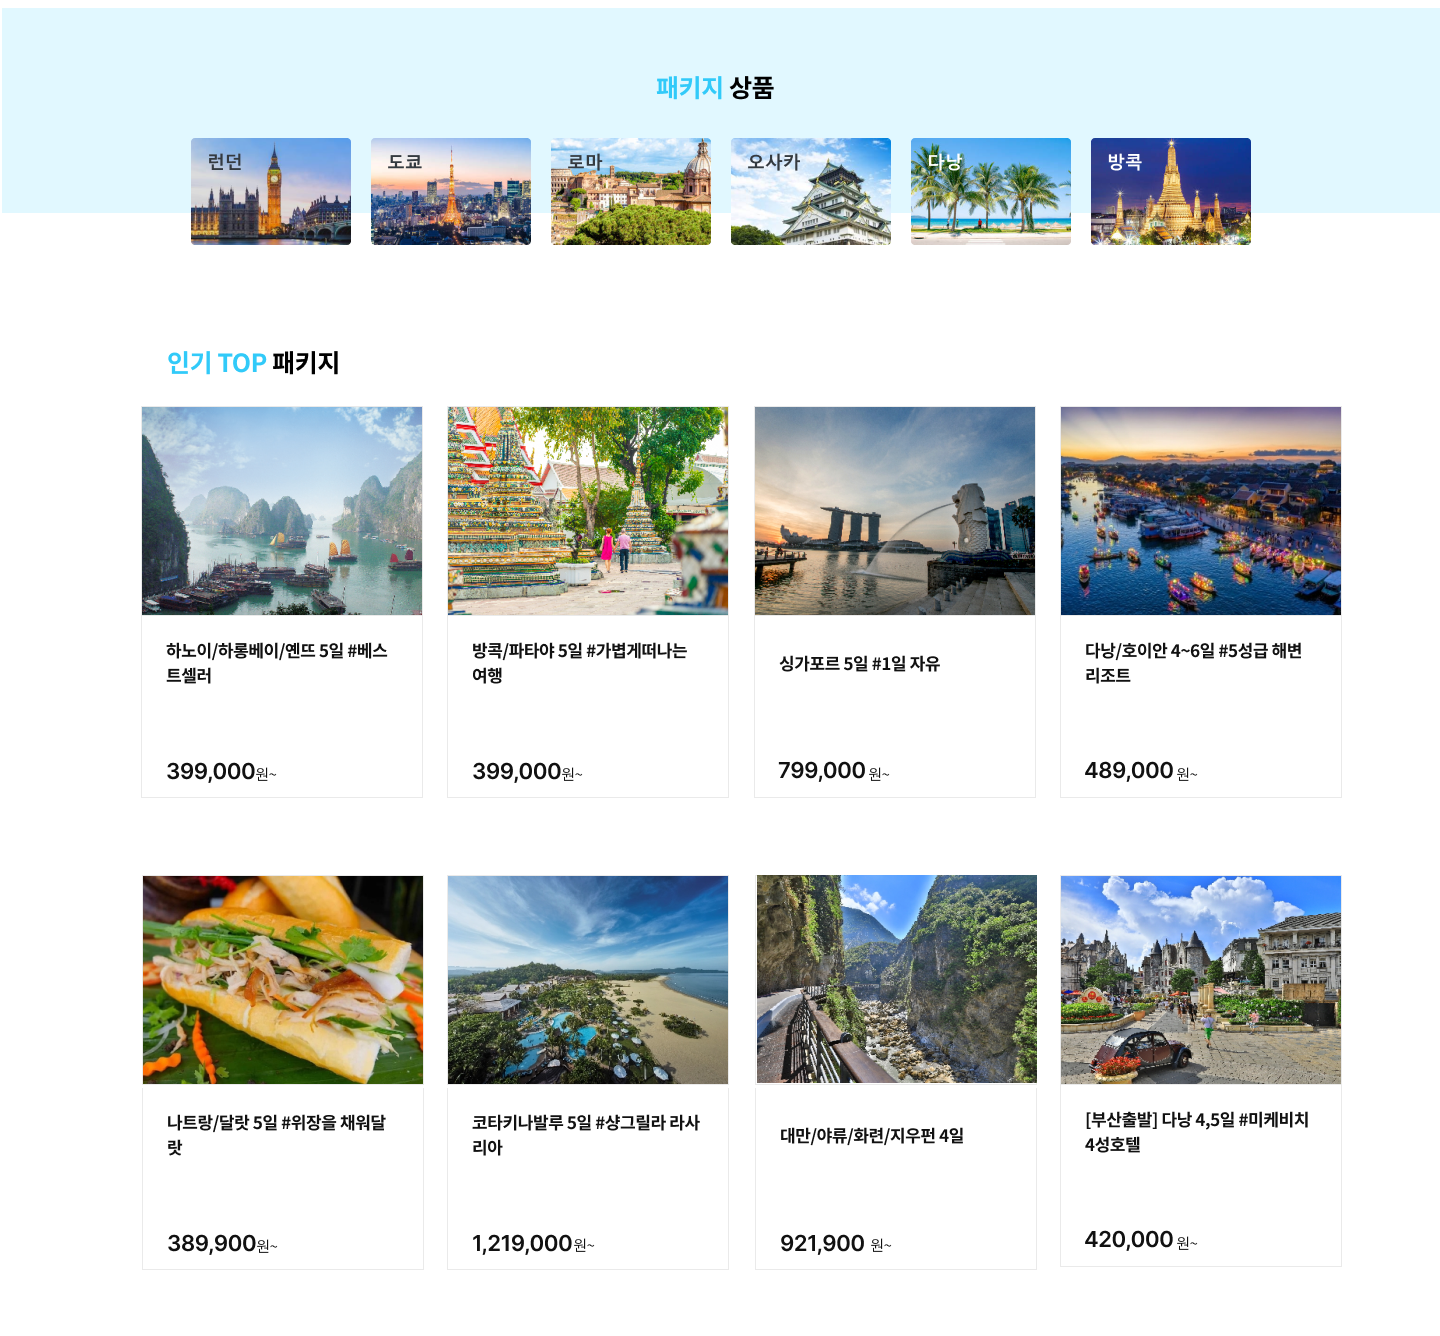 패키지 상품
런던
도쿄
로마
오사카
다낭
방콕
인기 TOP 패키지
하노이/하롱베이/옌뜨 5일 #베스
트셀러
399,000원~
방콕/파타야 5일 #가볍게떠나는
여행
399,000원~
싱가포르 5일 #1일 자유
799,000 원~
다낭/호이안 4~6일 #5성급 해변
리조트
489,000 원~
나트랑/달랏 5일 #위장을 채워달
랏
389,900원~
코타키나발루 5일 #샹그릴라 라사
리아
1,219,000원~
대만/야류/화련/지우펀 4일
921,900 원~
[부산출발] 다낭 4,5일 #미케비치
4성호텔
420,000 원~